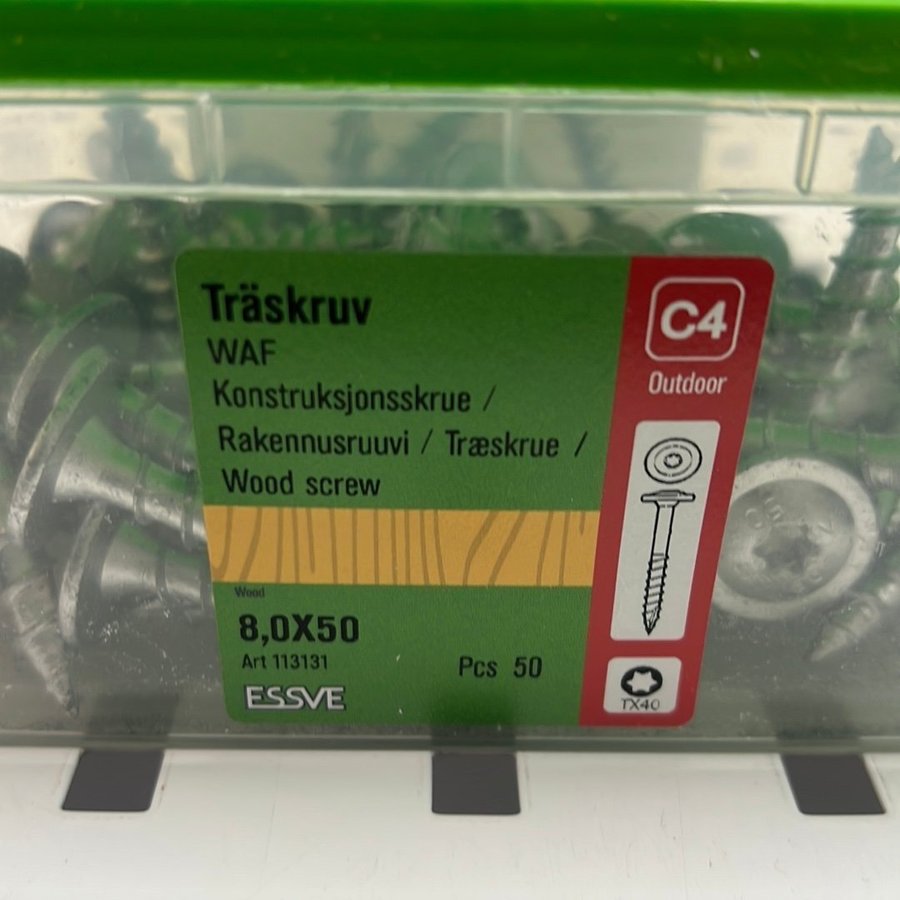 Träskruv
WAF
Konstruksjonsskrue /
Rakennusruuvi / Træskrue /
Wood screw
Wood
8,0X50
Art 113131
Pcs 50
ESSVE
C4
Outdoor
TX40